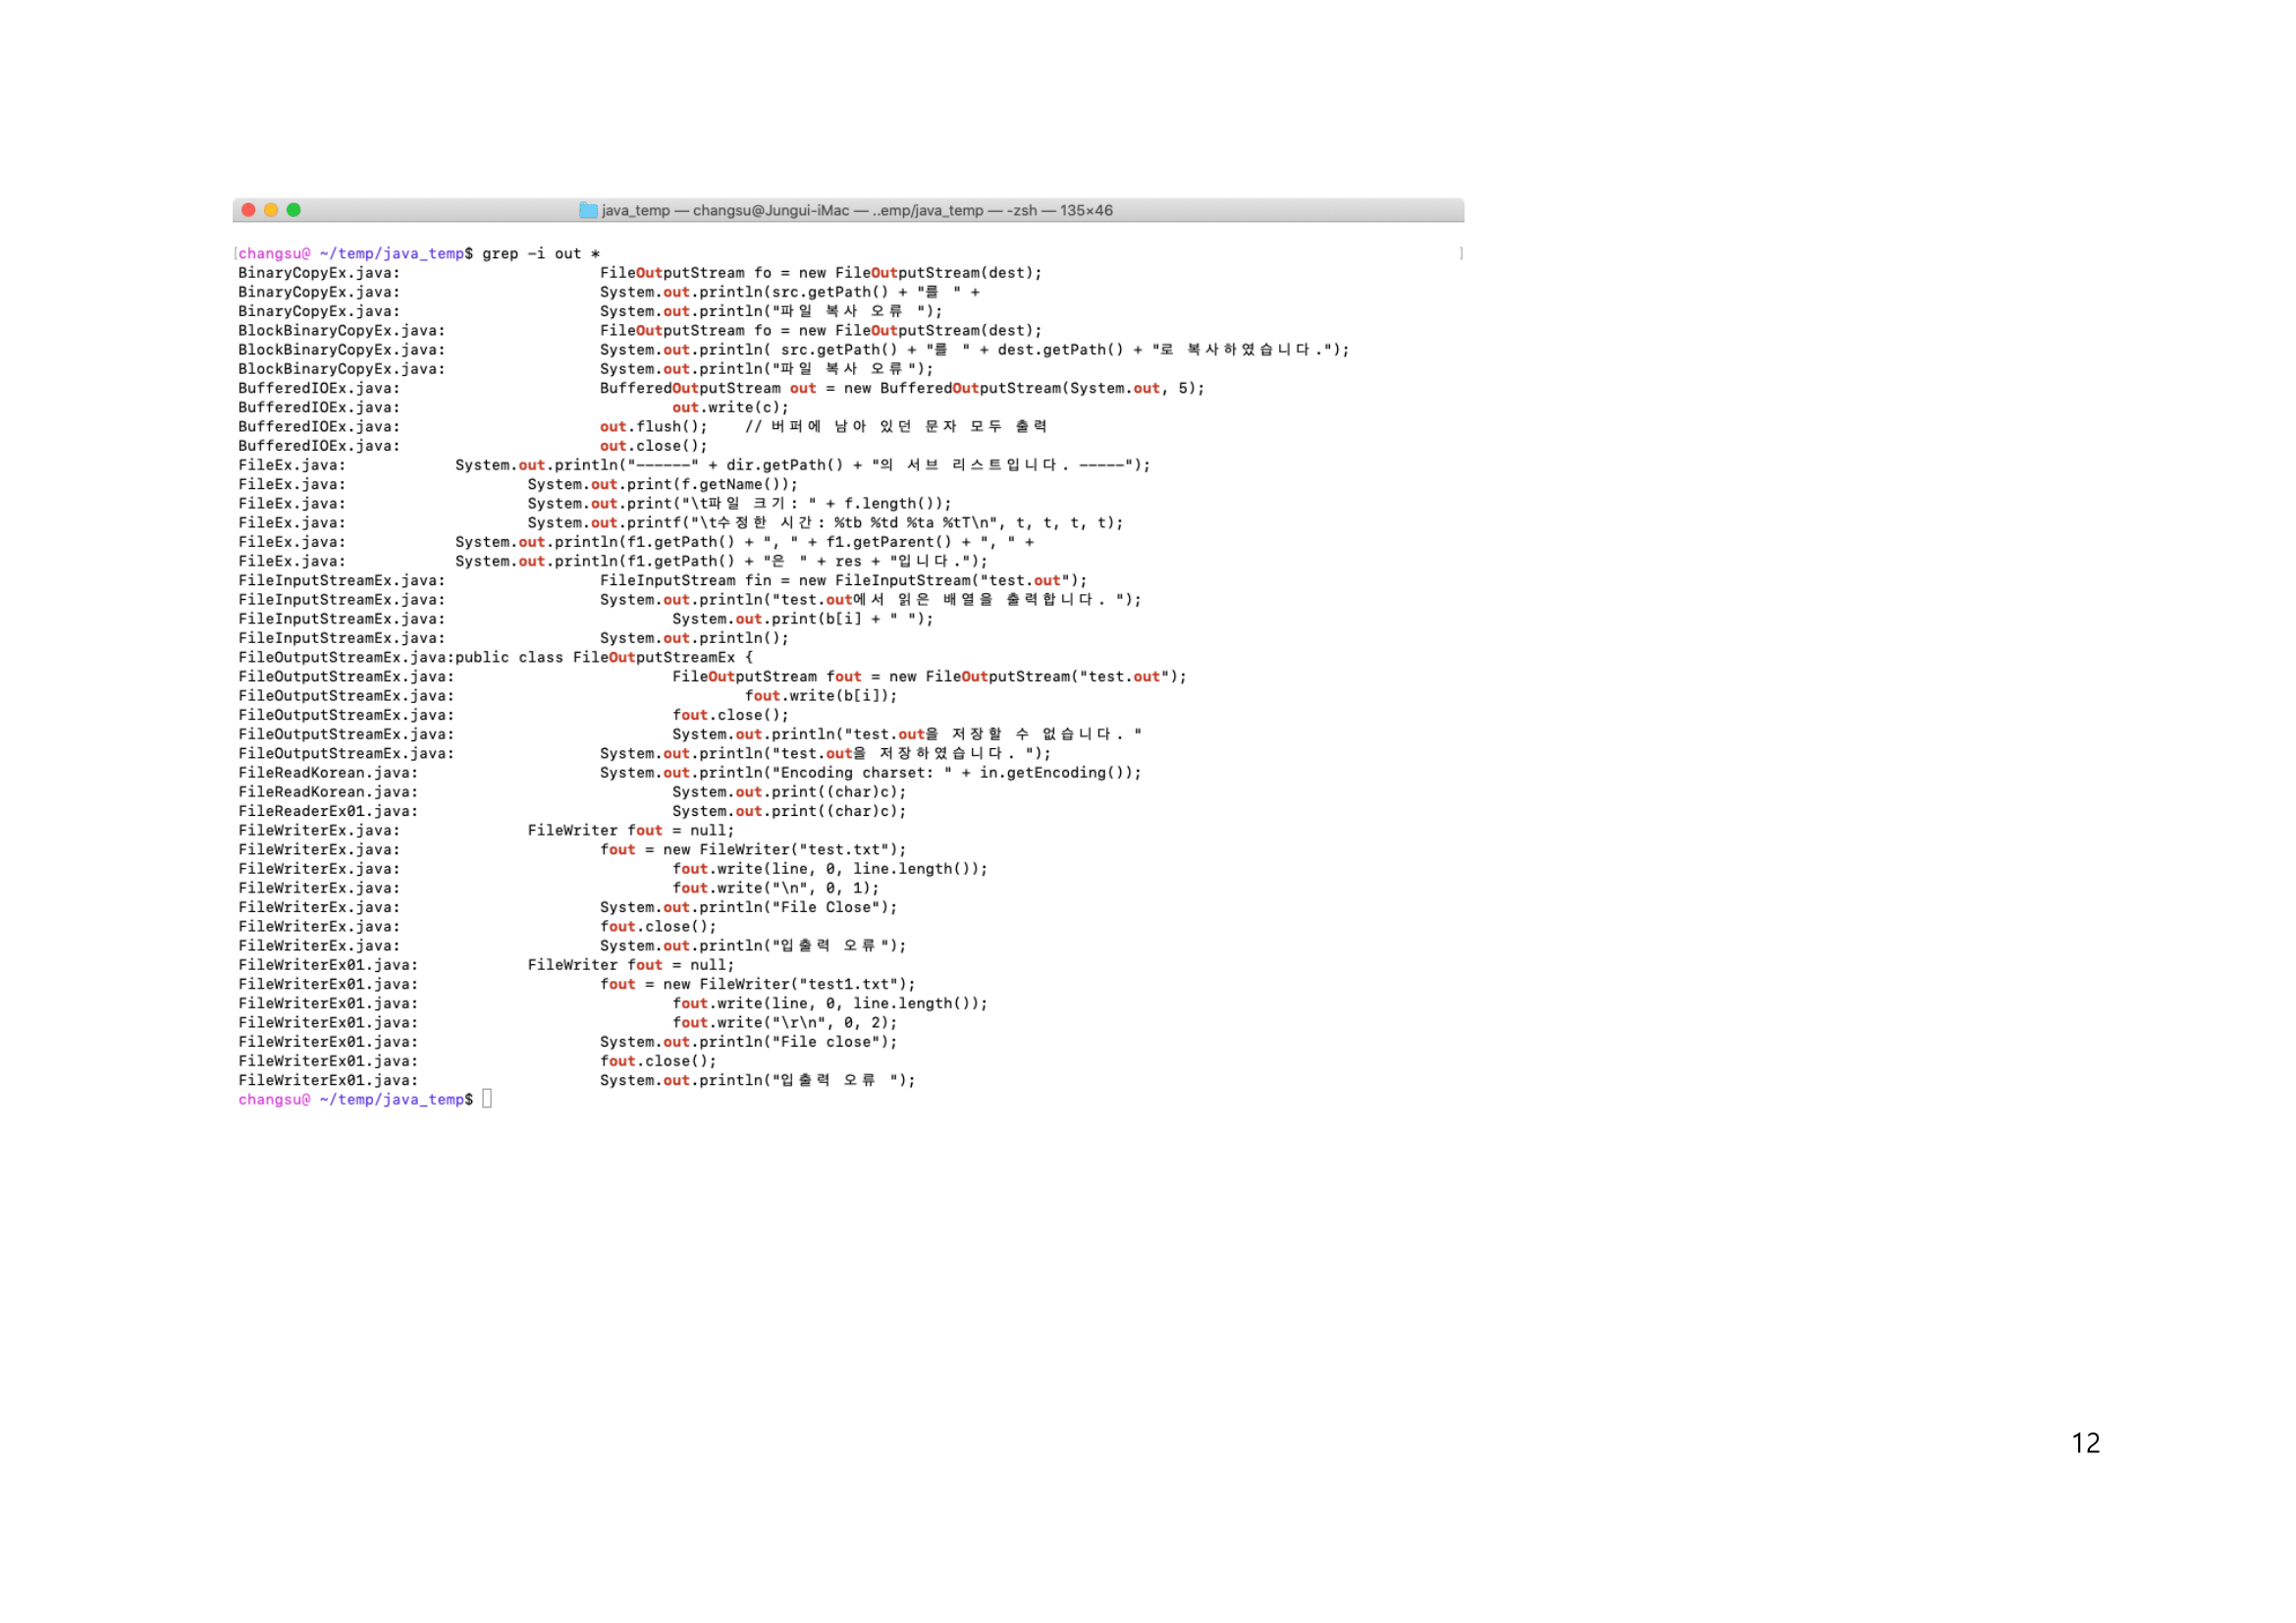 java_temp — changsu@Jungui-iMac — ..emp/java_temp — -zsh — 135×46
[changsu@ ~/temp/java_temp$ grep -i out * ]
BinaryCopyEx.java: FileOutputStream fo = new FileOutputStream(dest);
BinaryCopyEx.java: System.out.println(src.getPath() + "를 " +
BinaryCopyEx.java: System.out.println("파일 복사 오류 ");
BlockBinaryCopyEx.java: FileOutputStream fo = new FileOutputStream(dest);
BlockBinaryCopyEx.java: System.out.println( src.getPath() + "를 " + dest.getPath() + "로 복사하였습니다.");
BlockBinaryCopyEx.java: System.out.println("파일 복사 오류");
BufferedIOEx.java: BufferedOutputStream out = new BufferedOutputStream(System.out, 5);
BufferedIOEx.java: out.write(c);
BufferedIOEx.java: out.flush(); // 버퍼에 남아 있던 문자 모두 출력
BufferedIOEx.java: out.close();
FileEx.java: System.out.println("------" + dir.getPath() + "의 서브 리스트입니다. -----");
FileEx.java: System.out.print(f.getName());
FileEx.java: System.out.print("\t파일 크기: " + f.length());
FileEx.java: System.out.printf("\t수정한 시간: %tb %td %ta %tT\n", t, t, t, t);
FileEx.java: System.out.println(f1.getPath() + ", " + f1.getParent() + ", " +
FileEx.java: System.out.println(f1.getPath() + "은 " + res + "입니다.");
FileInputStreamEx.java: FileInputStream fin = new FileInputStream("test.out");
FileInputStreamEx.java: System.out.println("test.out에서 읽은 배열을 출력합니다. ");
FileInputStreamEx.java: System.out.print(b[i] + " ");
FileInputStreamEx.java: System.out.println();
FileOutputStreamEx.java:public class FileOutputStreamEx {
FileOutputStreamEx.java: FileOutputStream fout = new FileOutputStream("test.out");
FileOutputStreamEx.java: fout.write(b[i]);
FileOutputStreamEx.java: fout.close();
FileOutputStreamEx.java: System.out.println("test.out을 저장할 수 없습니다. "
FileOutputStreamEx.java: System.out.println("test.out을 저장하였습니다. ");
FileReadKorean.java: System.out.println("Encoding charset: " + in.getEncoding());
FileReadKorean.java: System.out.print((char)c);
FileReaderEx01.java: System.out.print((char)c);
FileWriterEx.java: FileWriter fout = null;
FileWriterEx.java: fout = new FileWriter("test.txt");
FileWriterEx.java: fout.write(line, 0, line.length());
FileWriterEx.java: fout.write("\n", 0, 1);
FileWriterEx.java: System.out.println("File Close");
FileWriterEx.java: fout.close();
FileWriterEx.java: System.out.println("입출력 오류");
FileWriterEx01.java: FileWriter fout = null;
FileWriterEx01.java: fout = new FileWriter("test1.txt");
FileWriterEx01.java: fout.write(line, 0, line.length());
FileWriterEx01.java: fout.write("\r\n", 0, 2);
FileWriterEx01.java: System.out.println("File close");
FileWriterEx01.java: fout.close();
FileWriterEx01.java: System.out.println("입출력 오류 ");
changsu@ ~/temp/java_temp$
12